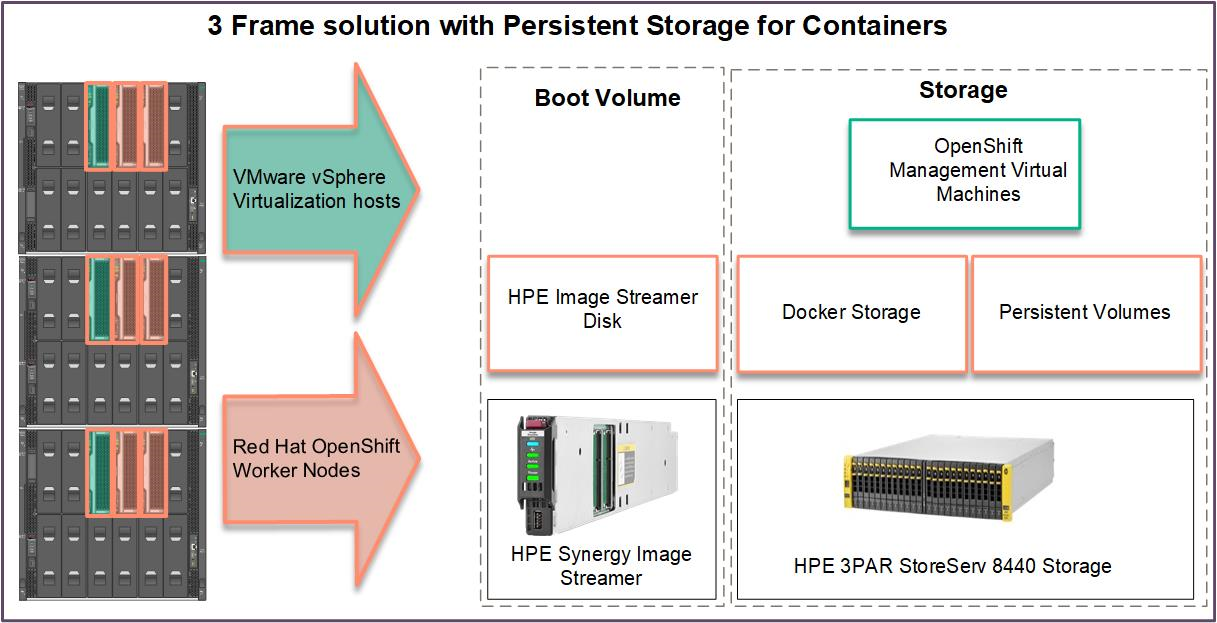 3 Frame solution with Persistent Storage for Containers
VMware vSphere
Virtualization hosts
Red Hat OpenShift
Worker Nodes
Boot Volume
HPE Image Streamer
Disk
HPE Synergy Image
Streamer
Storage
OpenShift
Management Virtual
Machines
Docker Storage
Persistent Volumes
HPE 3PAR StoreServ 8440 Storage